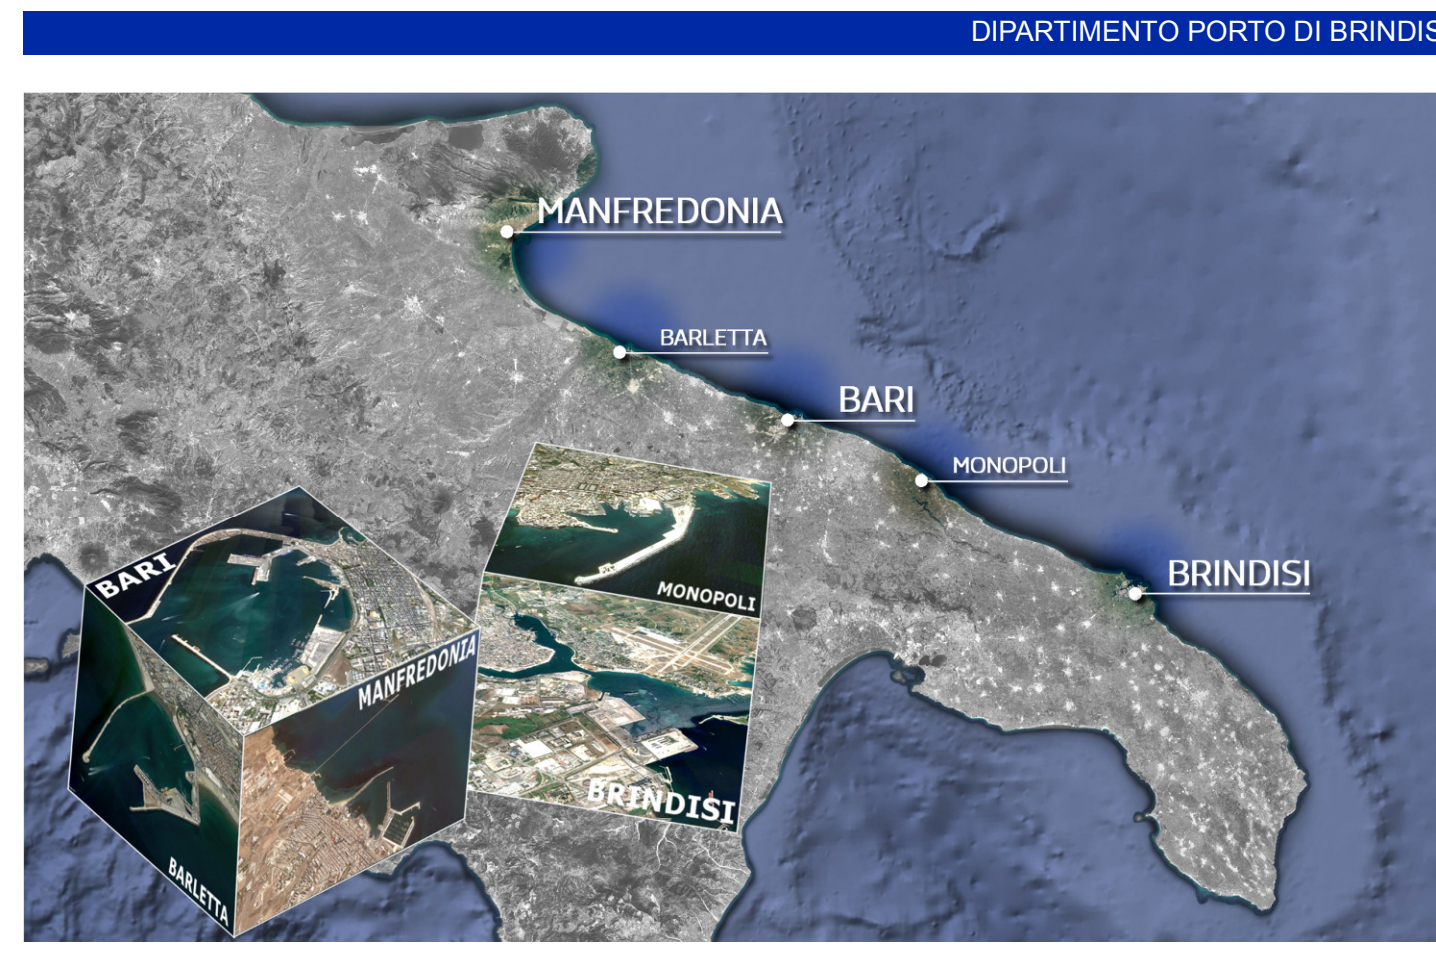 DIPARTIMENTO PORTO DI BRINDIS
MANFREDONIA
BARLETTA
BARI
MONOPOLI
BRINDISI
BARI
MANFREDONIA
BARLETTA
MONOPOLI
BRINDISI